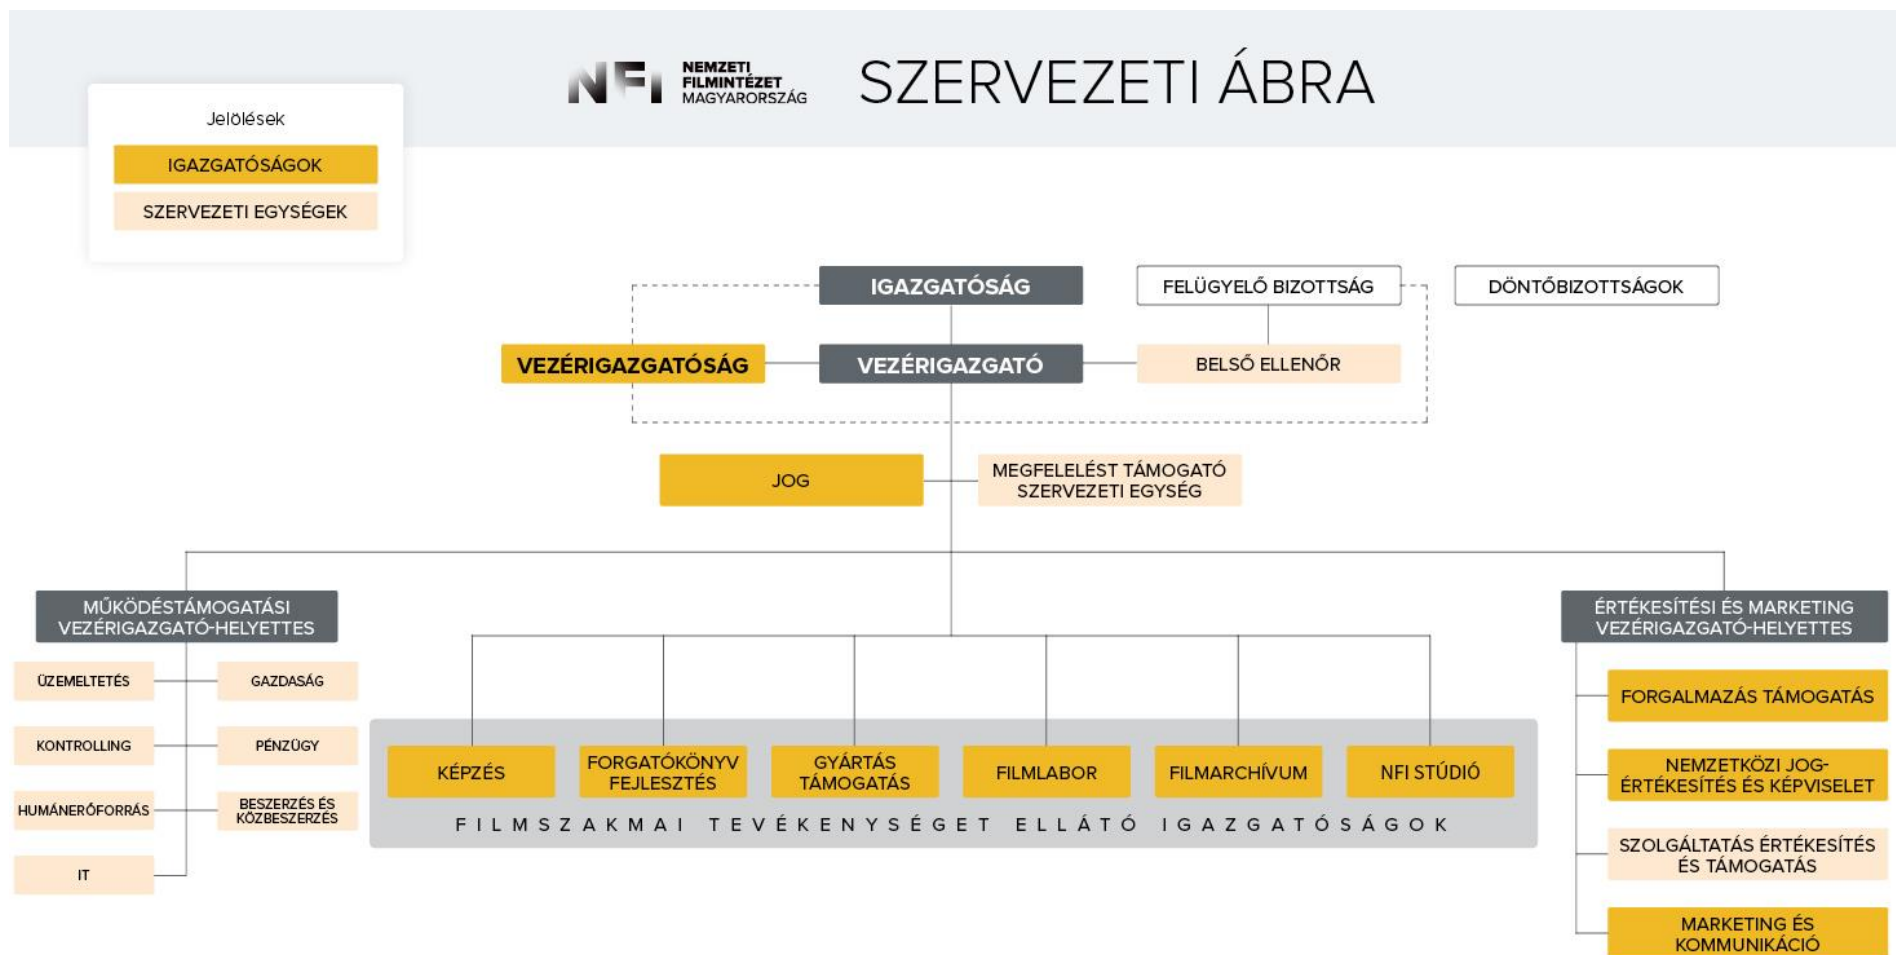 NFI NEMZETI
FILMINTÉZET
MAGYARORSZÁG
SZERVEZETI ÁBRA
Jelölések
IGAZGATÓSÁGOK
SZERVEZETI EGYSÉGEK
IGAZGATÓSÁG
FELÜGYELŐ BIZOTTSÁG
DÖNTŐBIZOTTSÁGOK
VEZÉRIGAZGATÓSÁG
VEZÉRIGAZGATÓ
BELSŐ ELLENŐR
JOG
MEGFELELÉST TÁMOGATÓ
SZERVEZETI EGYSÉG
MŰKÖDÉSTÁMOGATÁSI
VEZÉRIGAZGATÓ-HELYETTES
ÜZEMELTETÉS
GAZDASÁG
KONTROLLING
PÉNZÜGY
HUMÁNERŐFORRÁS
BESZERZÉS ÉS
KÖZBESZERZÉS
IT
KÉPZÉS
FORGATÓKÖNYV
FEJLESZTÉS
GYÁRTÁS
TÁMOGATÁS
FILMLABOR
FILMARCHÍVUM
NFI STÚDIÓ
FILMSZAKMAI TEVÉKENYSÉGET ELLÁTÓ IGAZGATÓSÁGOK
ÉRTÉKESÍTÉSI ÉS MARKETING
VEZÉRIGAZGATÓ-HELYETTES
FORGALMAZÁS TÁMOGATÁS
NEMZETKÖZI JOG-
ÉRTÉKESÍTÉS ÉS KÉPVISELET
SZOLGÁLTATÁS ÉRTÉKESÍTÉS
ÉS TÁMOGATÁS
MARKETING ÉS
KOMMUNIKÁCIÓ